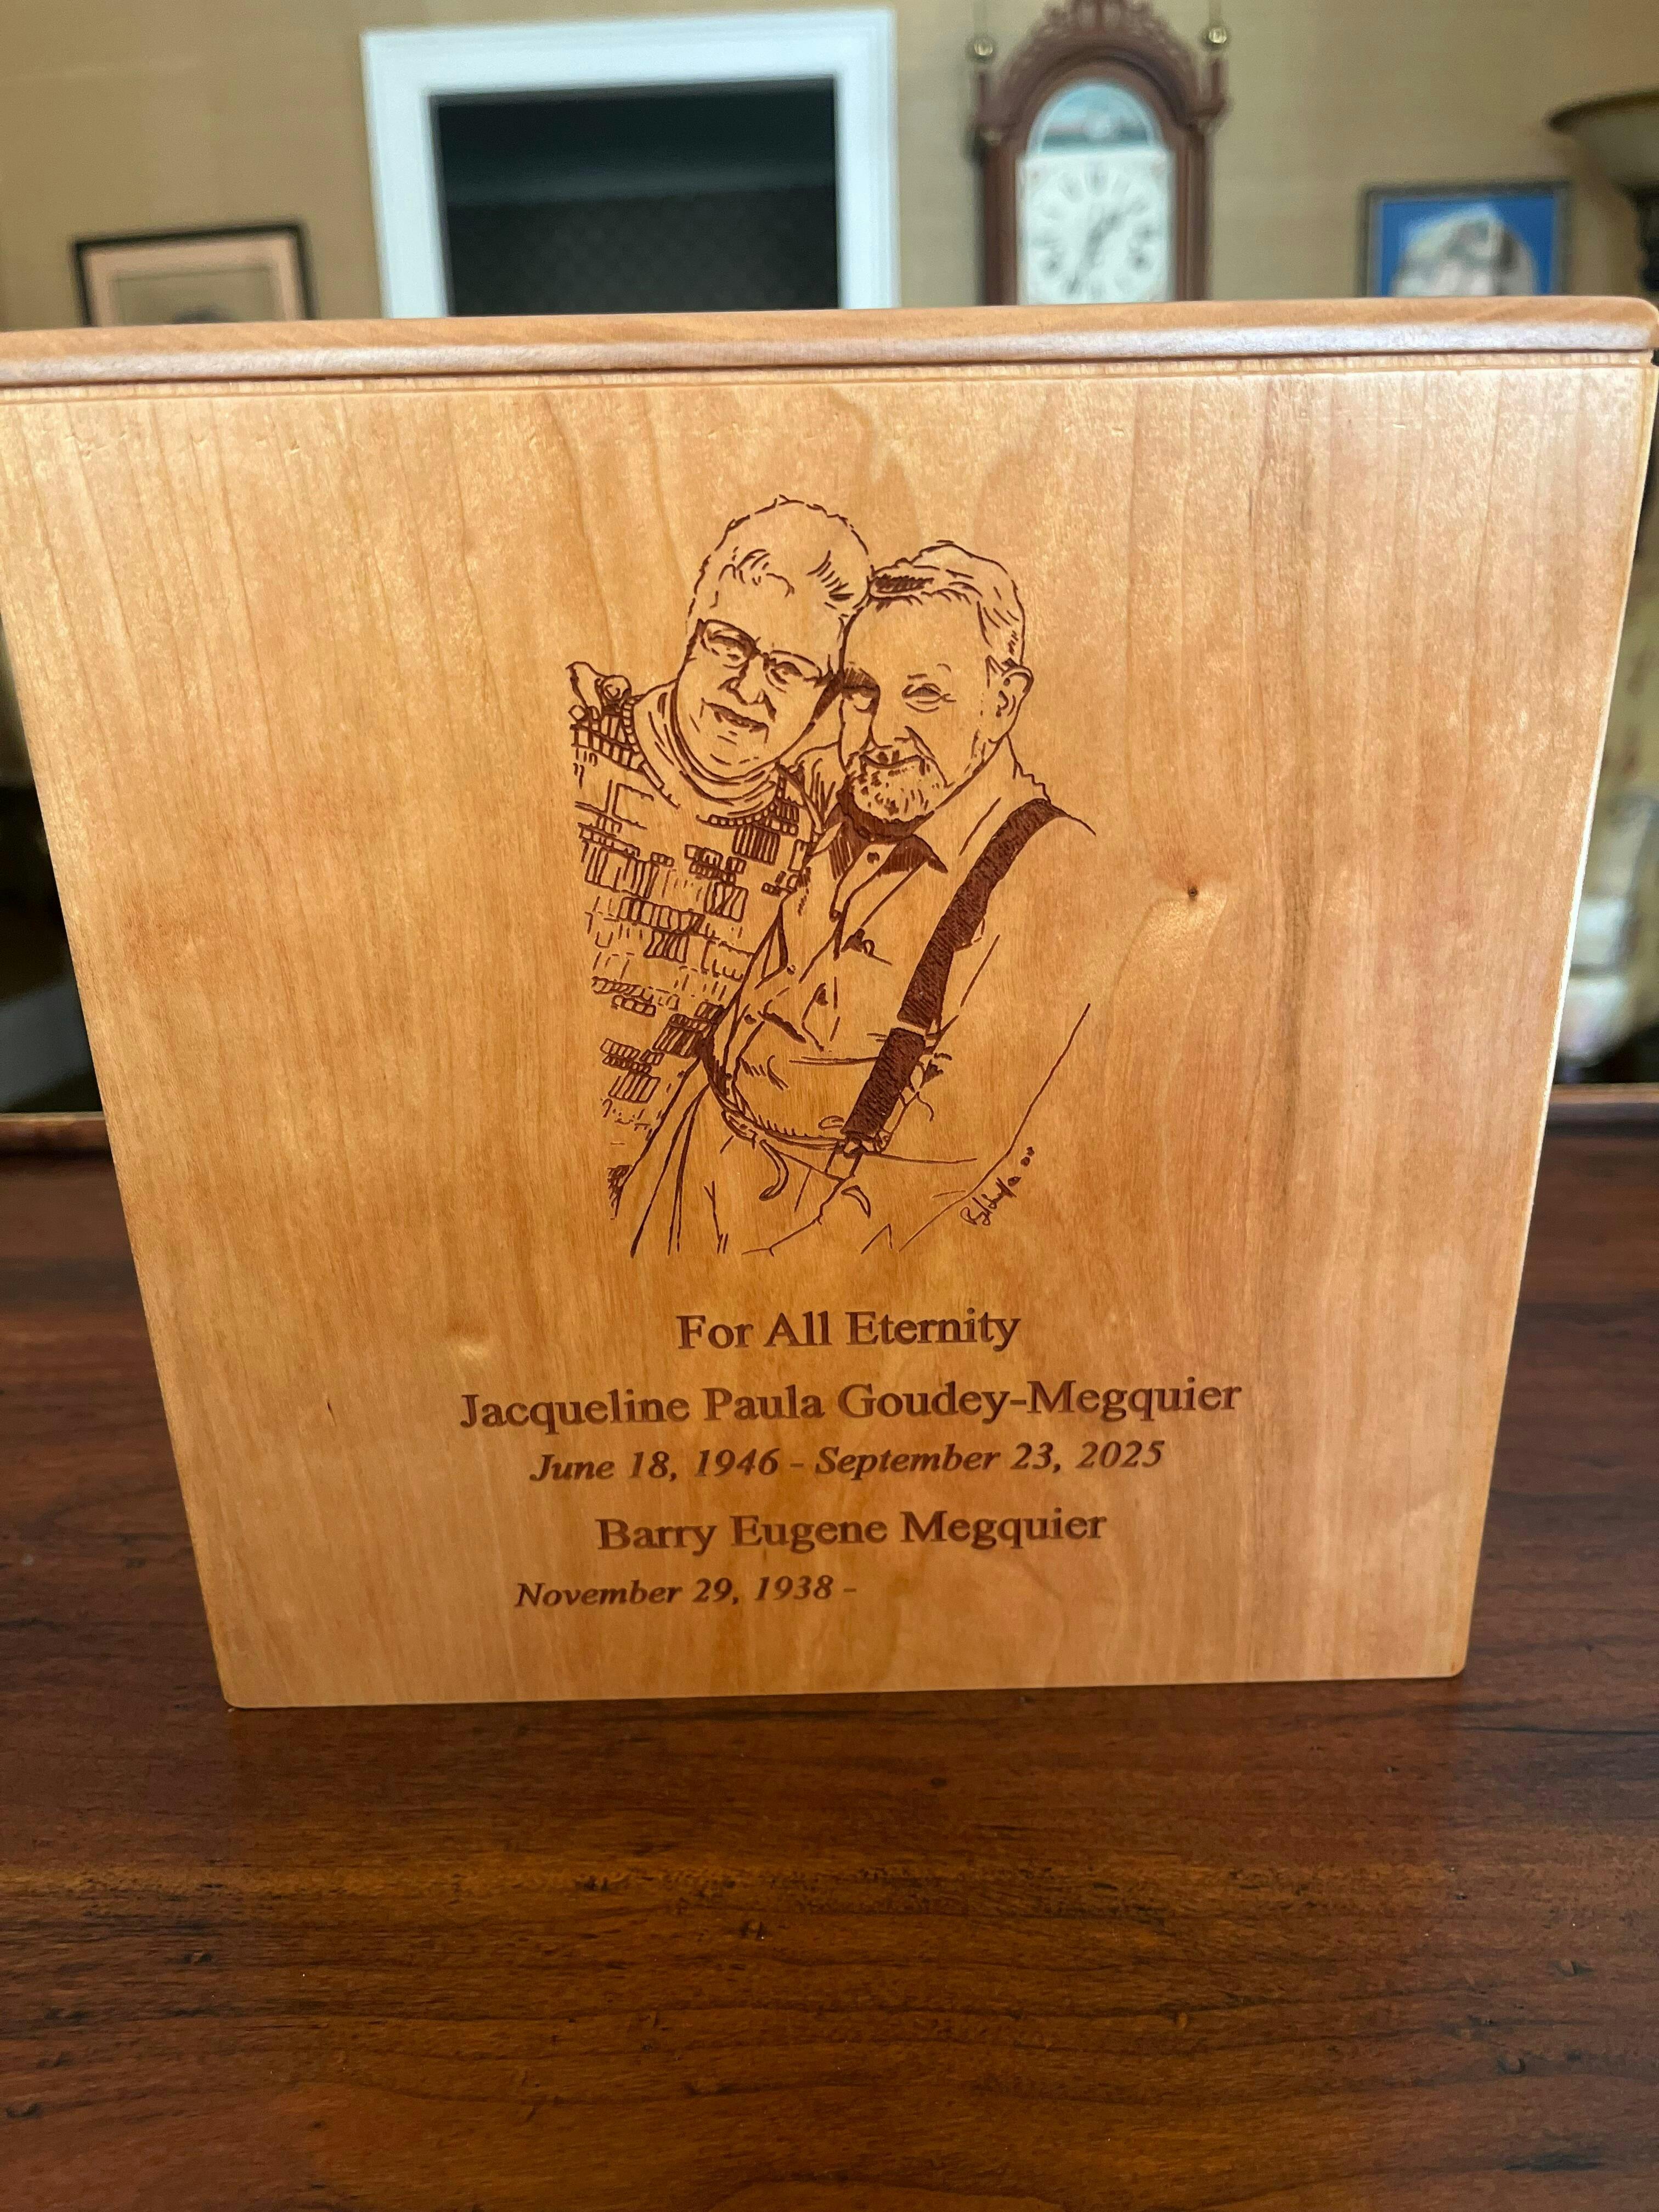 For All Eternity
Jacqueline Paula Goudey-Megquier
June 18, 1946 - September 23, 2025
Barry Eugene Megquier
November 29, 1938 -